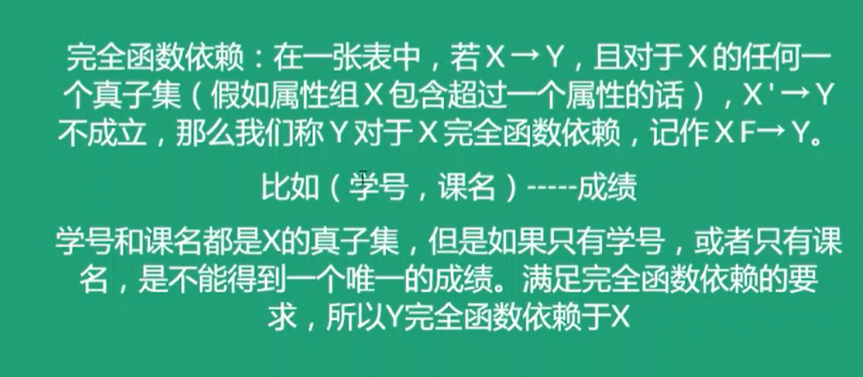 完全函数依赖：在一张表中，若X→Y，且对于X的任何一
个真子集（假如属性组X包含超过一个属性的话），X'→Y
不成立，那么我们称Y对于X完全函数依赖，记作X F→Y。
比如（学号，课名）-----成绩
学号和课名都是X的真子集，但是如果只有学号，或者只有课
名，是不能得到一个唯一的成绩。满足完全函数依赖的要
求，所以Y完全函数依赖于X